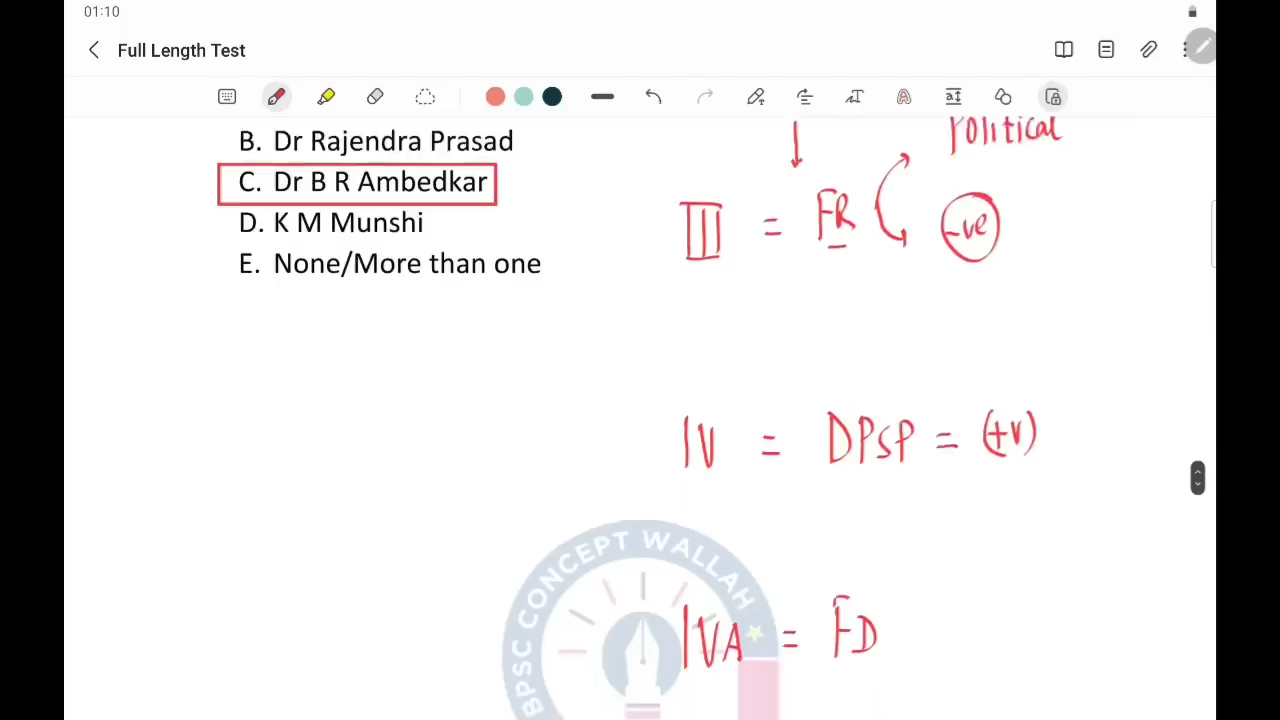 01:10
Full Length Test
B. Dr Rajendra Prasad
C. Dr B R Ambedkar
D. K M Munshi
E. None/More than one
Political
III = FR -ve
IV = DPSP = (+v)
IVA = FD
BPSC CONCEPT WALLAH